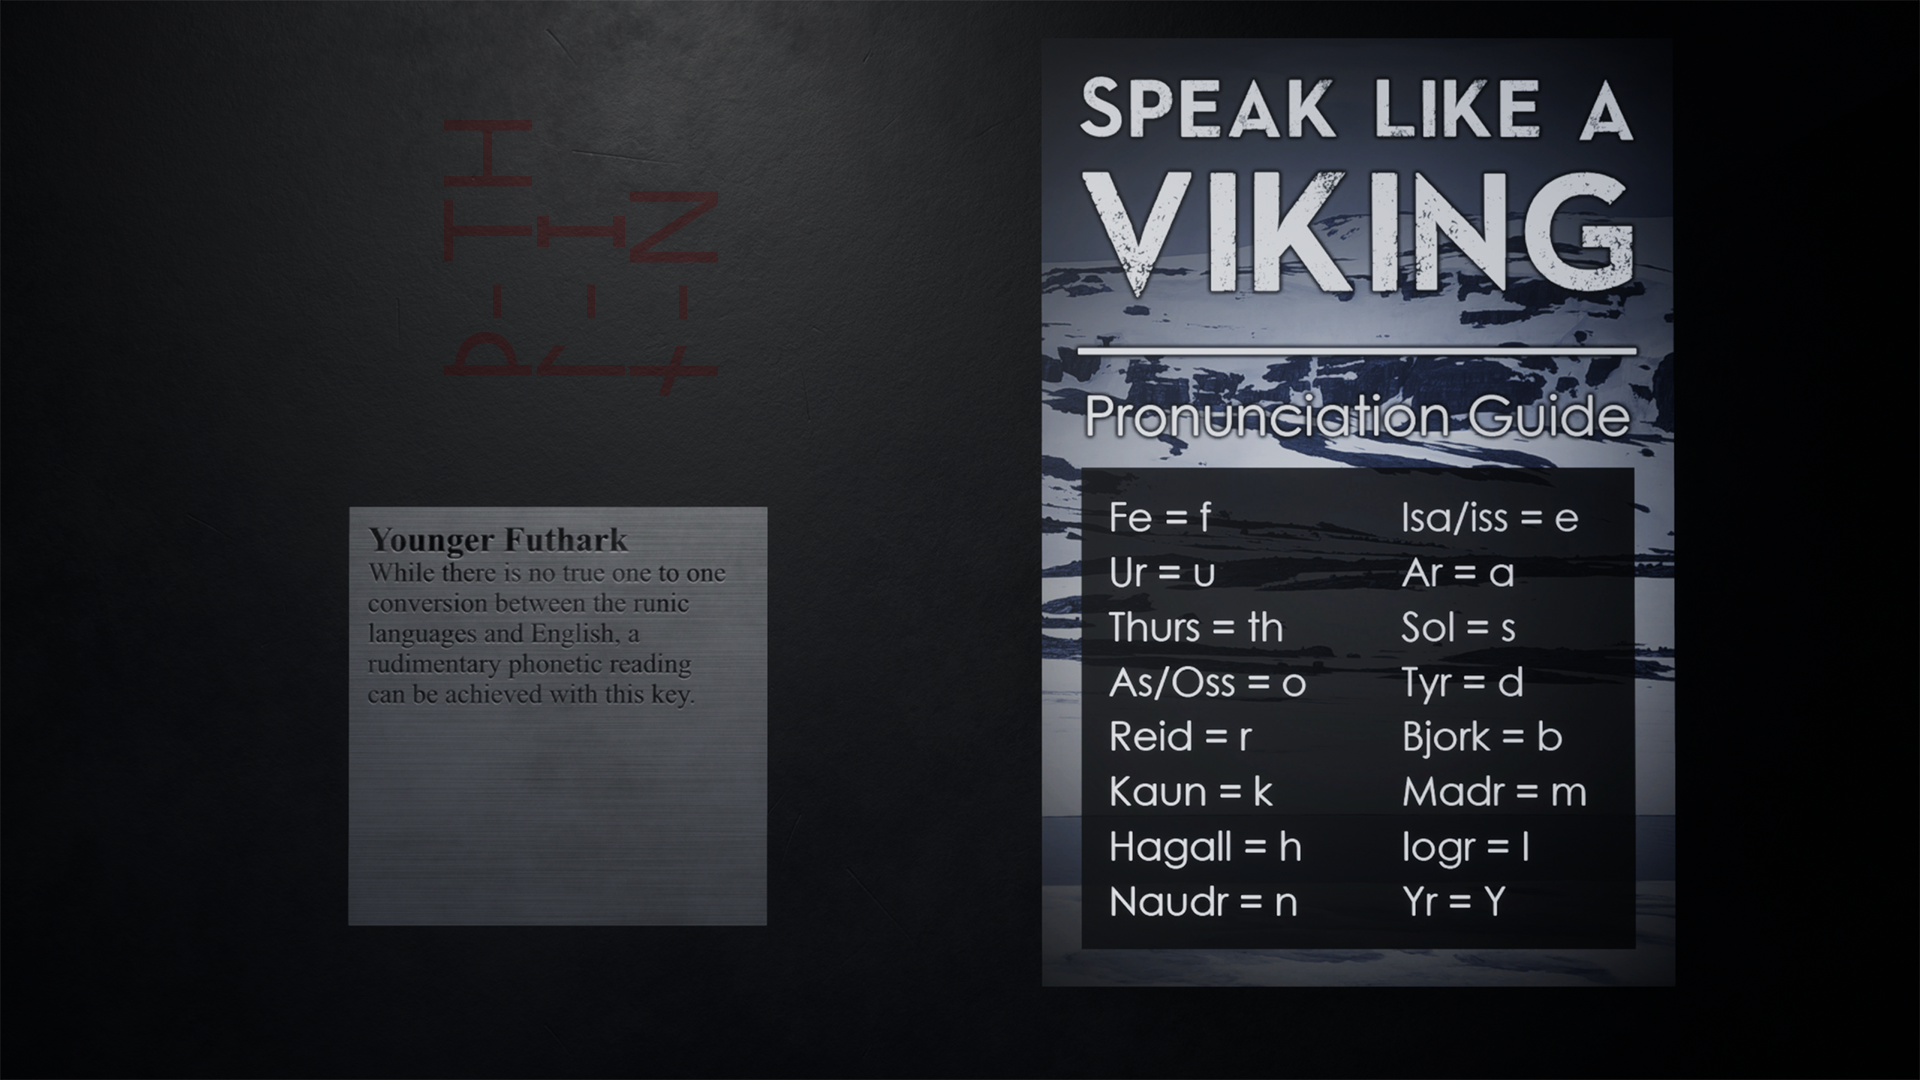 ᚦ-TH
ᛚ-I
ᚾ-N
Younger Futhark
While there is no true one to one
conversion between the runic
languages and English, a
rudimentary phonetic reading
can be achieved with this key.
SPEAK LIKE A
VIKING
Pronunciation Guide
Fe = f
Ur = u
Thurs = th
As/Oss = o
Reid = r
Kaun = k
Hagall = h
Naudr = n
Isa/iss = e
Ar = a
Sol = s
Tyr = d
Bjork = b
Madr = m
logr = l
Yr = Y